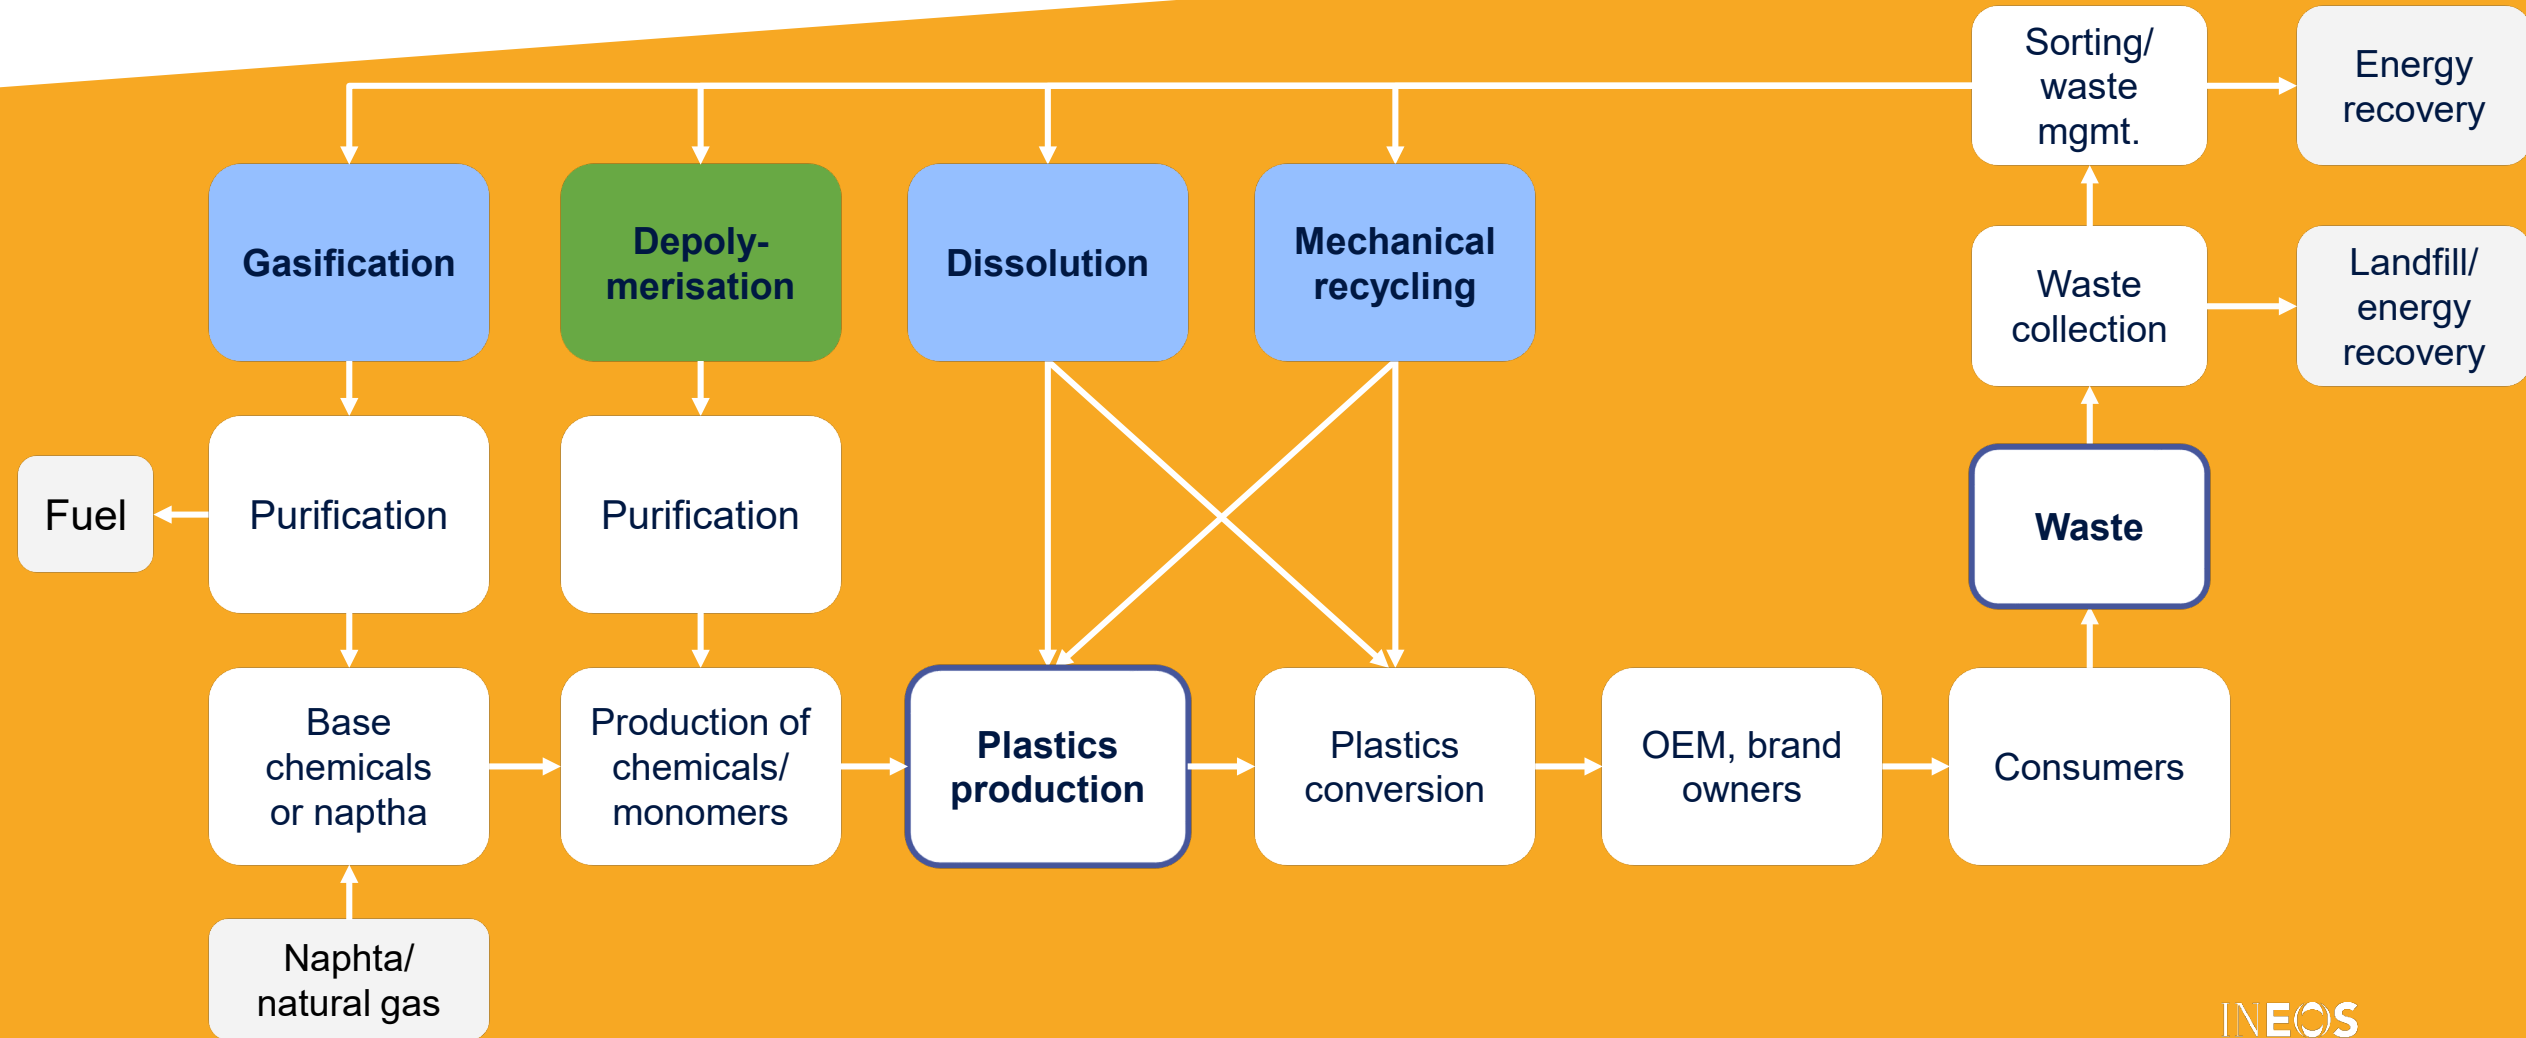 Sorting/
waste
mgmt.
Energy
recovery
Gasification
Depoly-
merisation
Dissolution
Mechanical
recycling
Waste
collection
Landfill/
energy
recovery
Fuel
Purification
Purification
Waste
Base
chemicals
or naptha
Production of
chemicals/
monomers
Plastics
production
Plastics
conversion
OEM, brand
owners
Consumers
Naphta/
natural gas
INEOS